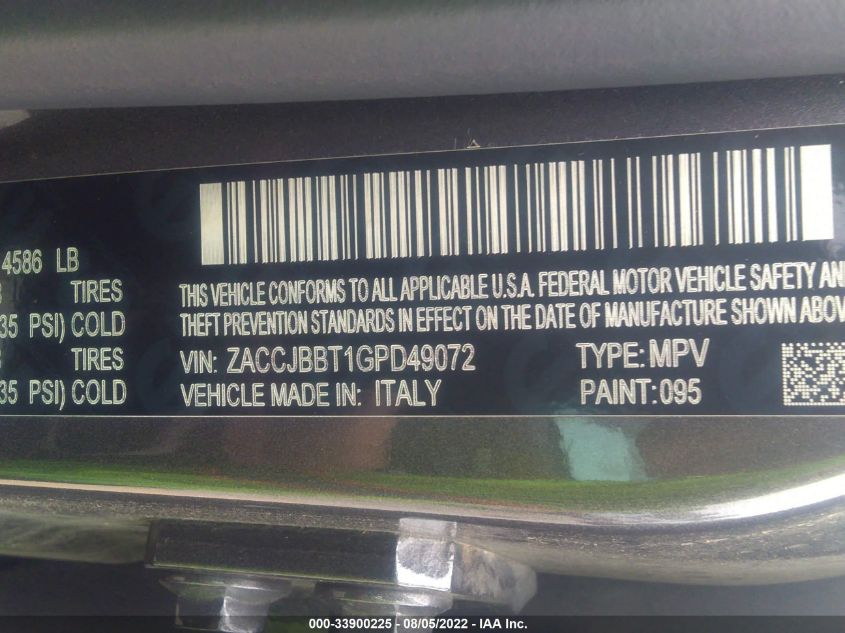 4586 LB
TIRES THIS VEHICLE CONFORMS TO ALL APPLICABLE U.S.A. FEDERAL MOTOR VEHICLE SAFETY AND
35 PSI) COLD THEFT PREVENTION STANDARDS IN EFFECT ON THE DATE OF MANUFACTURE SHOWN ABOVE
TIRES VIN: ZACCJBBT1GPD49072 TYPE: MPV
35 PSI) COLD VEHICLE MADE IN: ITALY PAINT: 095
000-33900225 - 08/05/2022 - IAA Inc.